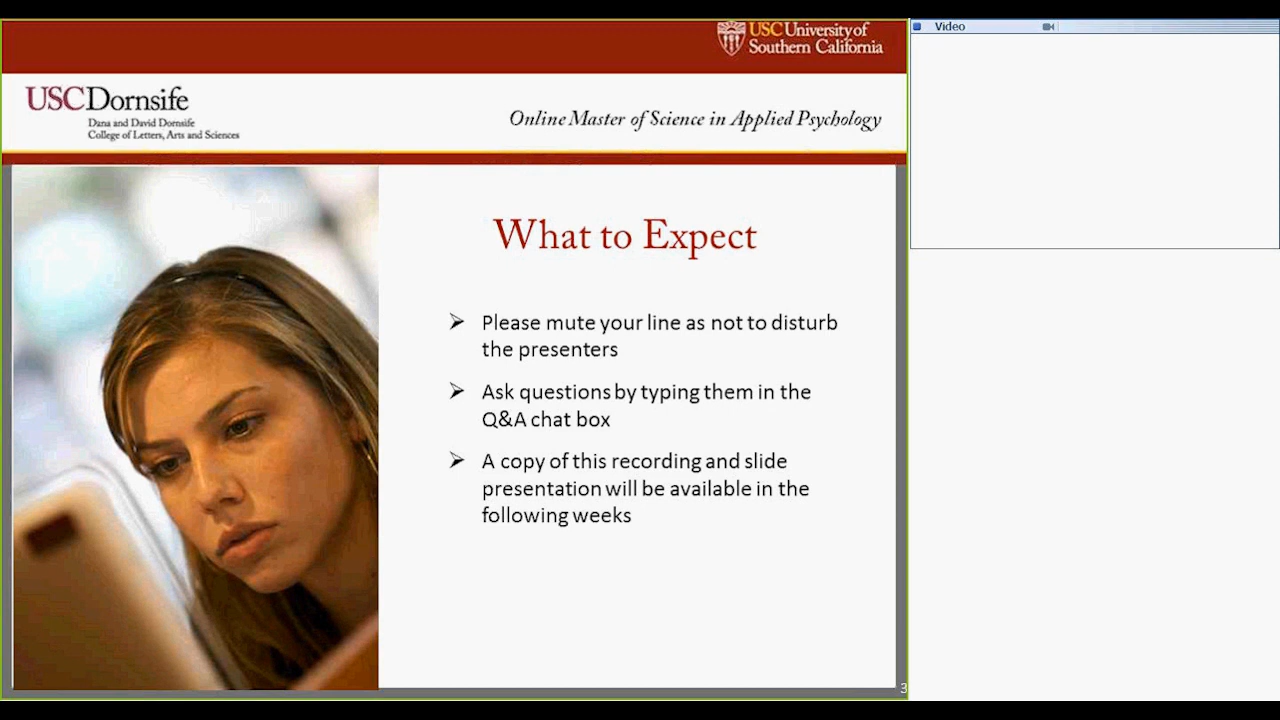 USC University of
Southern California
Video
USCDornsife
Dana and David Dornsife
College of Letters, Arts and Sciences
Online Master of Science in Applied Psychology
What to Expect
Please mute your line as not to disturb
the presenters
Ask questions by typing them in the
Q&A chat box
A copy of this recording and slide
presentation will be available in the
following weeks
3